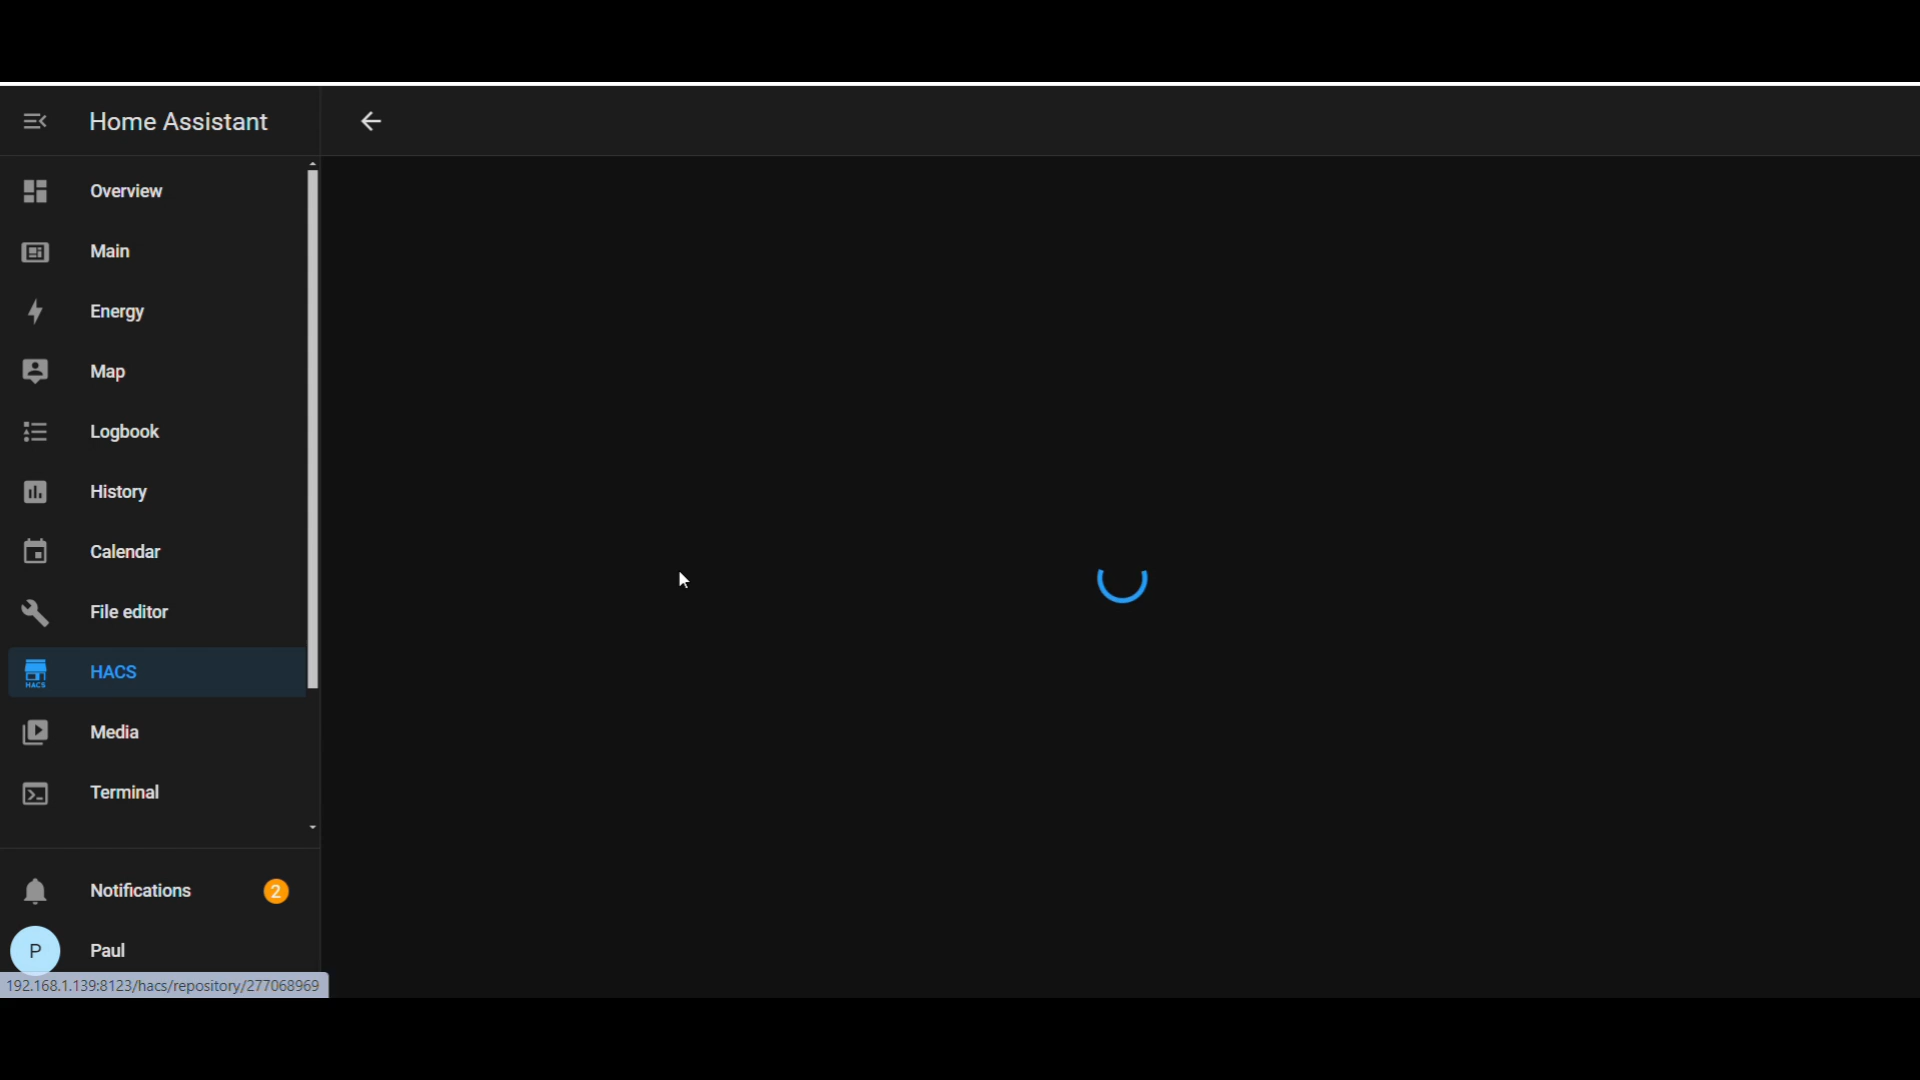 Home Assistant
Overview
Main
Energy
Map
Logbook
History
Calendar
File editor
HACS
HACS
Media
Terminal
Notifications 2
P Paul
192.168.1.139:8123/hacs/repository/277068969